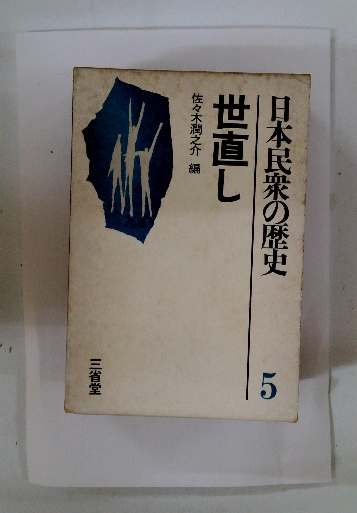 日本民衆の歴史
5
世直し
佐々木潤之介 編
三省堂